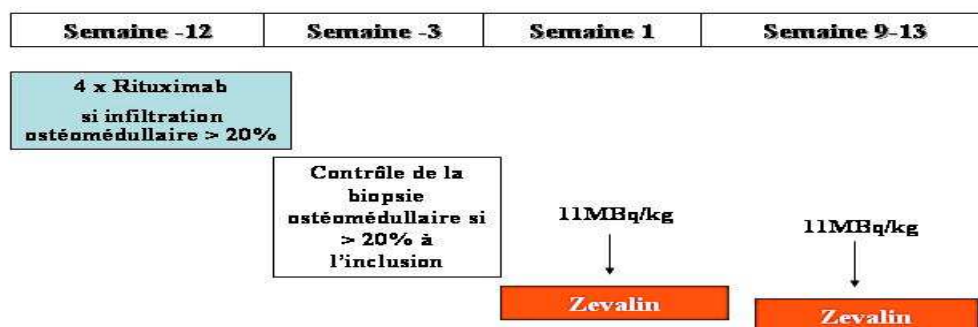 Semaine -12
Semaine -3
Semaine 1
Semaine 9-13
4 x Rituximab
si infiltration
ostéomédullaire > 20%
Contrôle de la
biopsie
ostéomédullaire si
> 20% à
l'inclusion
11MBq/kg
11MBq/kg
Zevalin
Zevalin